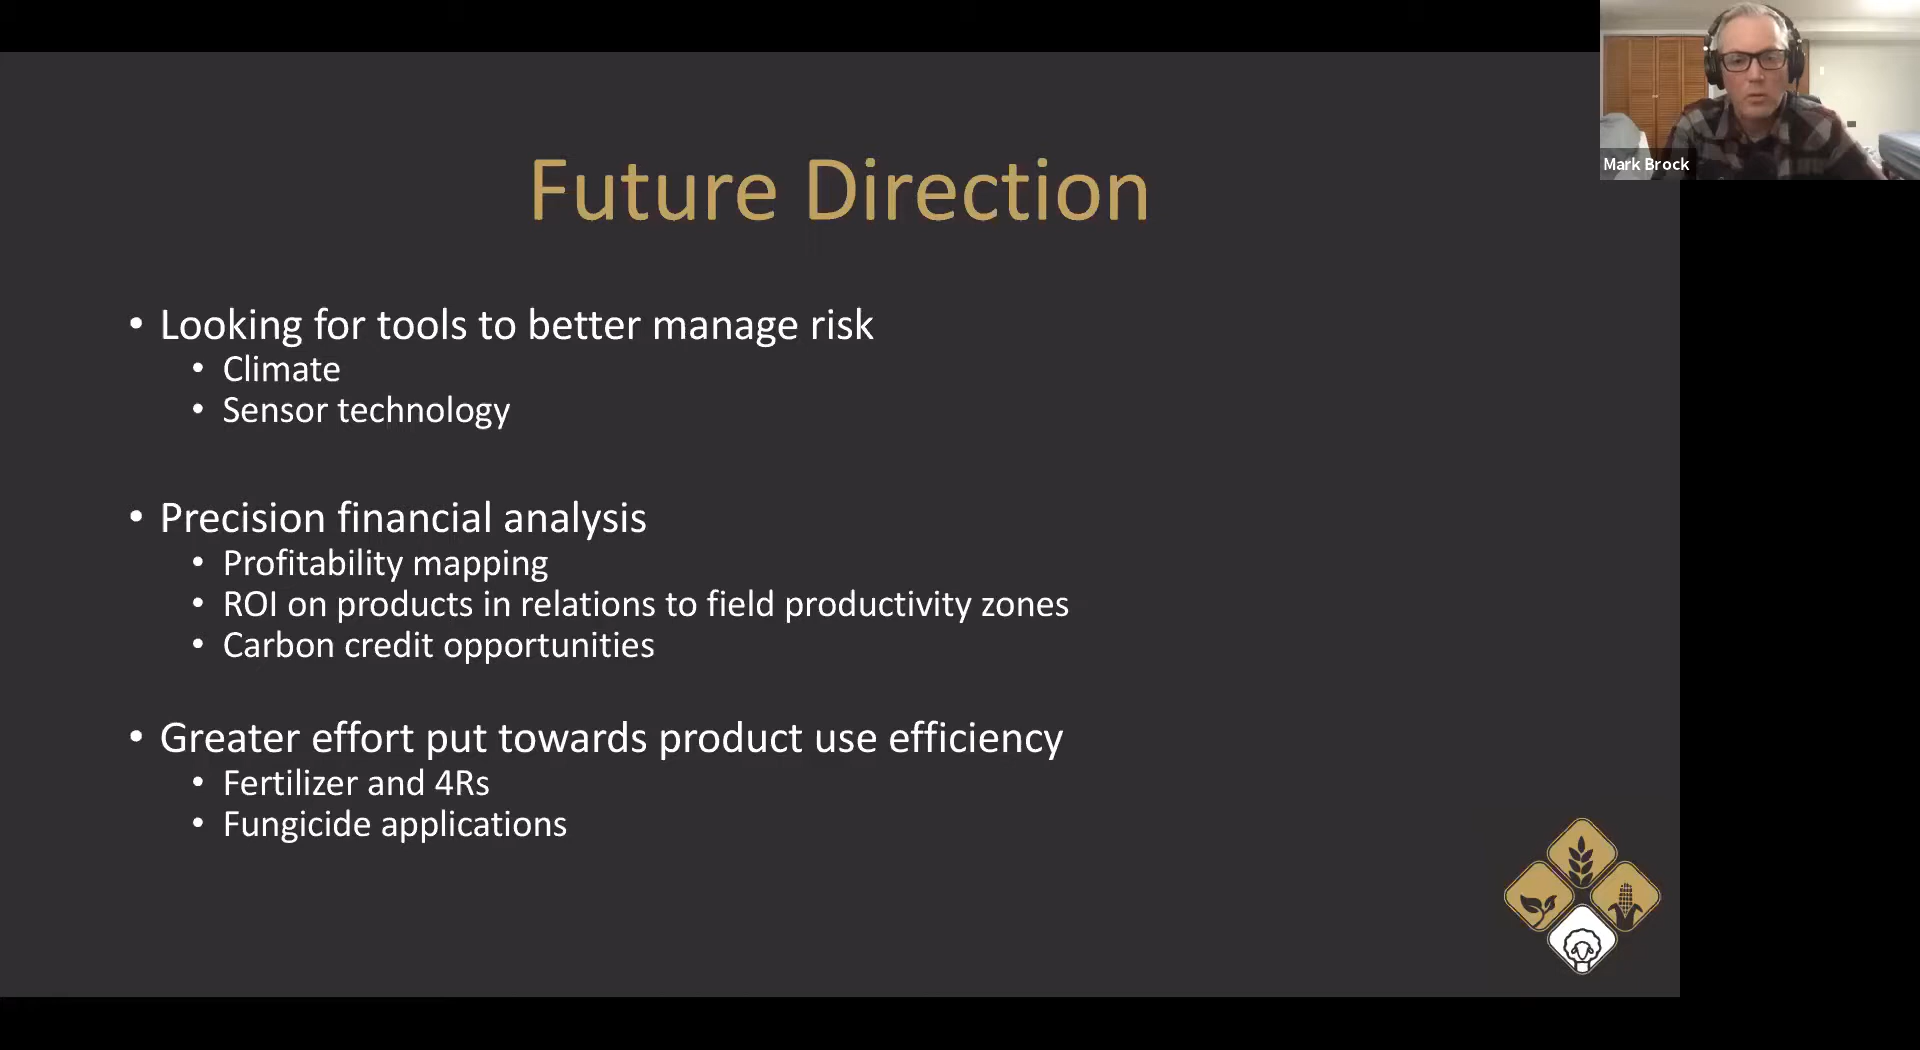 Mark Brock
Future Direction
• Looking for tools to better manage risk
• Climate
• Sensor technology
• Precision financial analysis
• Profitability mapping
• ROI on products in relations to field productivity zones
• Carbon credit opportunities
• Greater effort put towards product use efficiency
• Fertilizer and 4Rs
• Fungicide applications